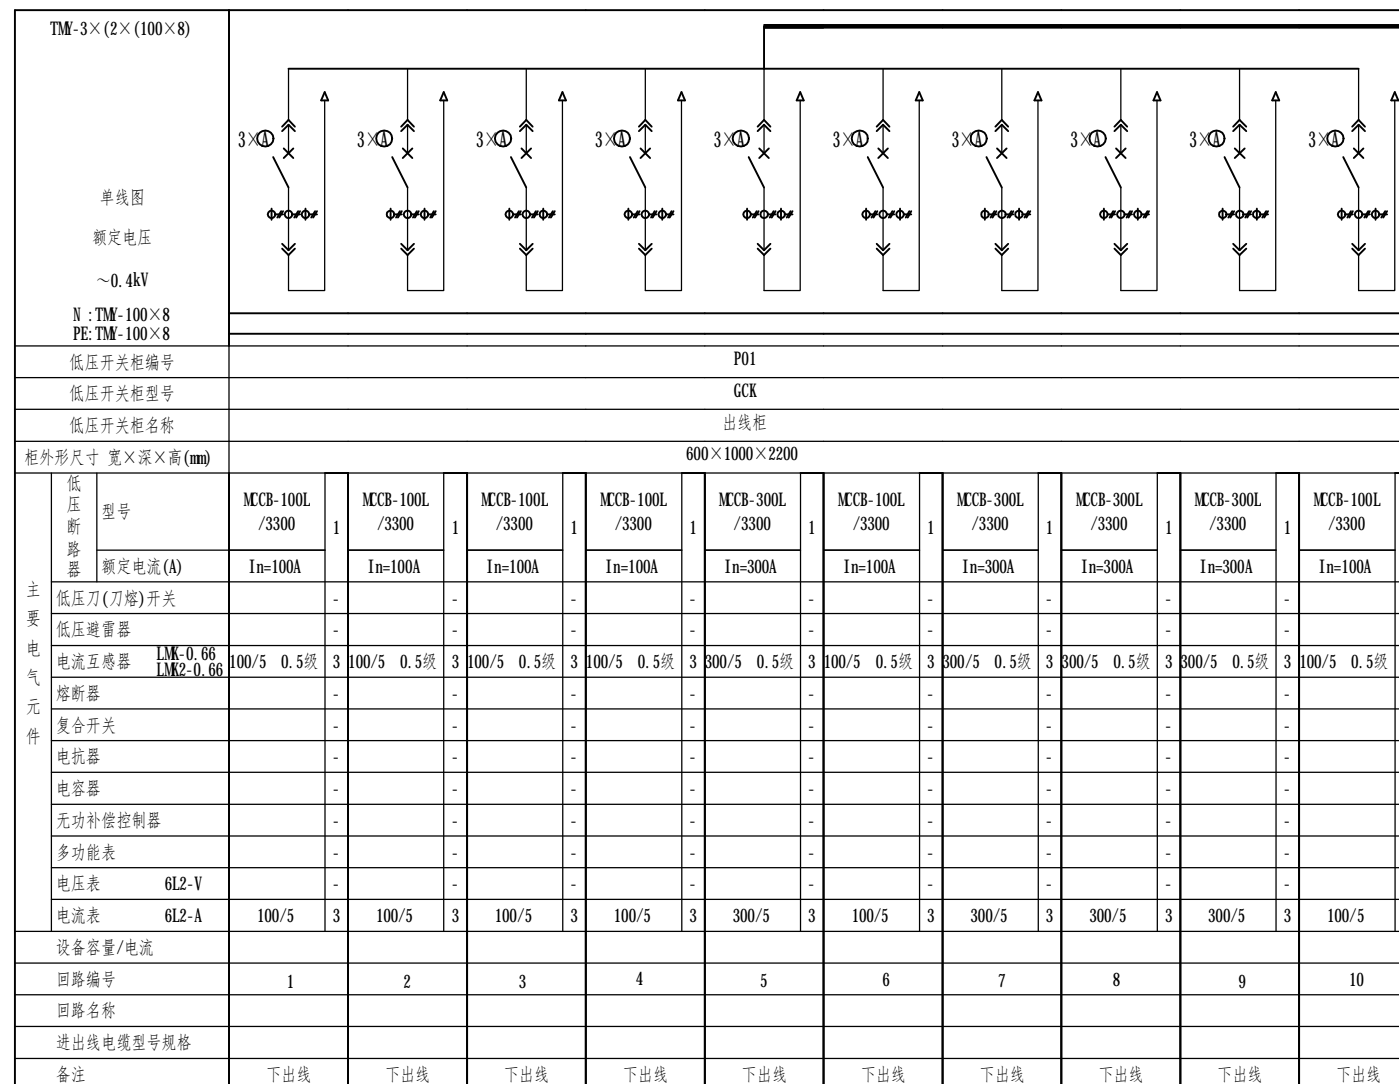 TMY-3×(2×(100×8)
3×Ⓐ 3×Ⓐ 3×Ⓐ 3×Ⓐ 3×Ⓐ 3×Ⓐ 3×Ⓐ 3×Ⓐ 3×Ⓐ 3×Ⓐ
单线图
额定电压
～0.4kV
N :TMY-100×8
PE:TMY-100×8
低压开关柜编号 P01
低压开关柜型号 GCK
低压开关柜名称 出线柜
柜外形尺寸 宽×深×高(mm) 600×1000×2200
主要电气元件
低压断路器
型号 MCCB-100L /3300 1 MCCB-100L /3300 1 MCCB-100L /3300 1 MCCB-100L /3300 1 MCCB-300L /3300 1 MCCB-100L /3300 1 MCCB-300L /3300 1 MCCB-300L /3300 1 MCCB-300L /3300 1 MCCB-100L /3300
额定电流(A) In=100A In=100A In=100A In=100A In=300A In=100A In=300A In=300A In=300A In=100A
低压刀(刀熔)开关 - - - - - - - - -
低压避雷器 - - - - - - - - -
电流互感器 LMK-0.66 LMK2-0.66 100/5 0.5级 3 100/5 0.5级 3 100/5 0.5级 3 100/5 0.5级 3 300/5 0.5级 3 100/5 0.5级 3 300/5 0.5级 3 300/5 0.5级 3 300/5 0.5级 3 100/5 0.5级
熔断器 - - - - - - - - -
复合开关 - - - - - - - - -
电抗器 - - - - - - - - -
电容器 - - - - - - - - -
无功补偿控制器 - - - - - - - - -
多功能表 - - - - - - - - -
电压表 6L2-V - - - - - - - - -
电流表 6L2-A 100/5 3 100/5 3 100/5 3 100/5 3 300/5 3 100/5 3 300/5 3 300/5 3 300/5 3 100/5
设备容量/电流
回路编号 1 2 3 4 5 6 7 8 9 10
回路名称
进出线电缆型号规格
备注 下出线 下出线 下出线 下出线 下出线 下出线 下出线 下出线 下出线 下出线